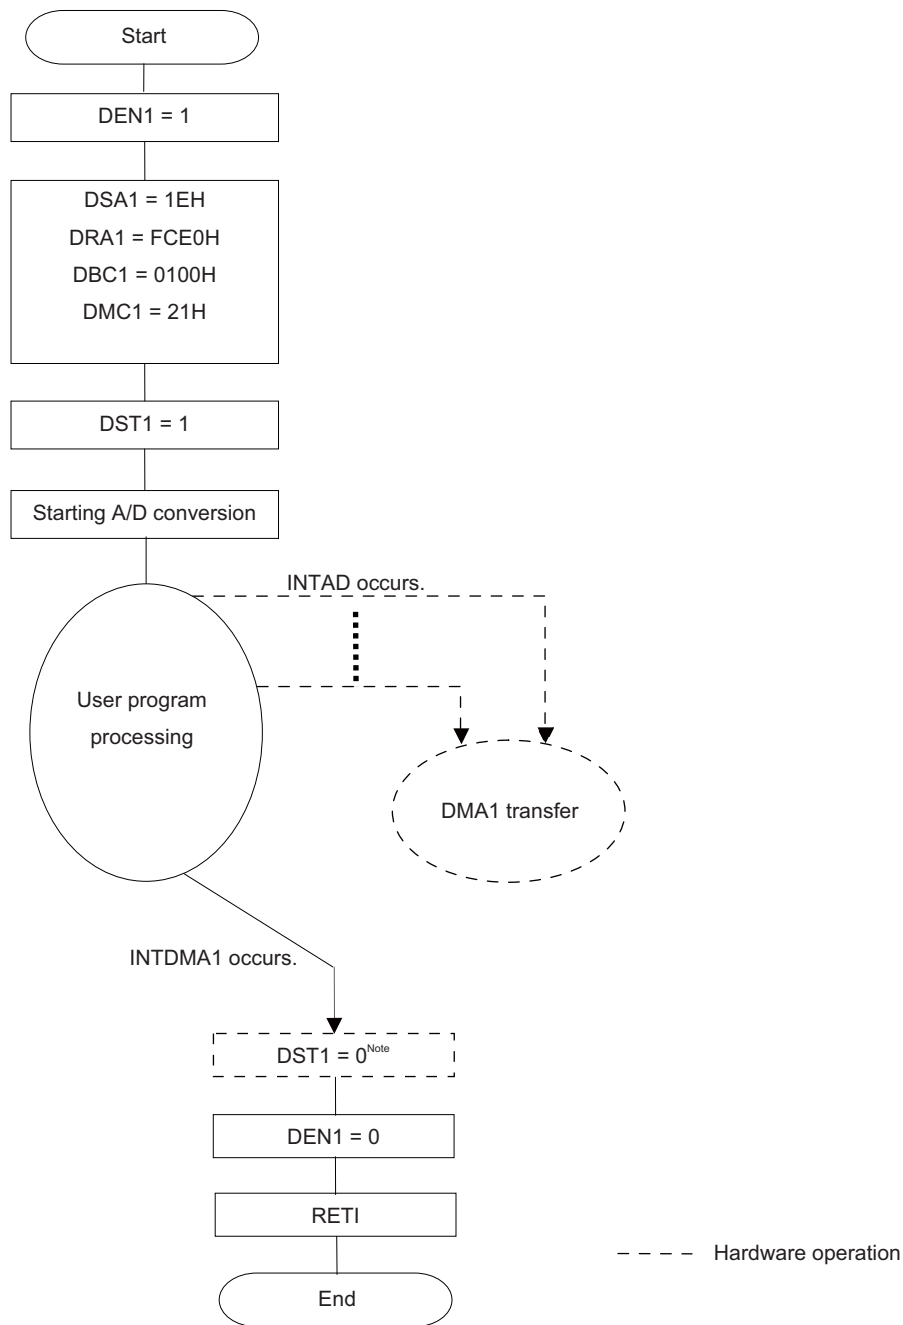 Start
DEN1 = 1
DSA1 = 1EH
DRA1 = FCE0H
DBC1 = 0100H
DMC1 = 21H
DST1 = 1
Starting A/D conversion
INTAD occurs.
User program
processing
DMA1 transfer
INTDMA1 occurs.
DST1 = 0Note
DEN1 = 0
RETI
Hardware operation
End